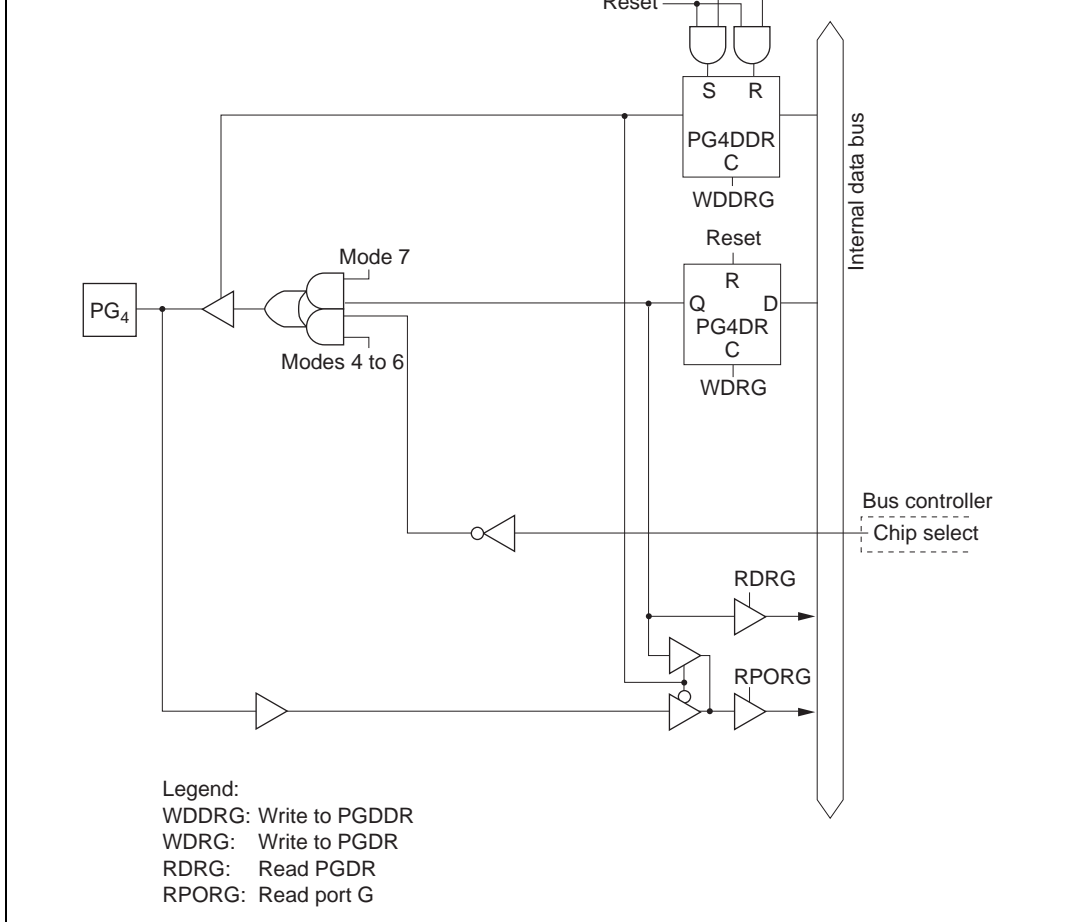 Reset
S R
PG4DDR
C
WDDRG
Internal data bus
Reset
R
Mode 7
PG4
Q D
PG4DR
C
Modes 4 to 6
WDRG
Bus controller
Chip select
RDRG
RPORG
Legend:
WDDRG: Write to PGDDR
WDRG: Write to PGDR
RDRG: Read PGDR
RPORG: Read port G